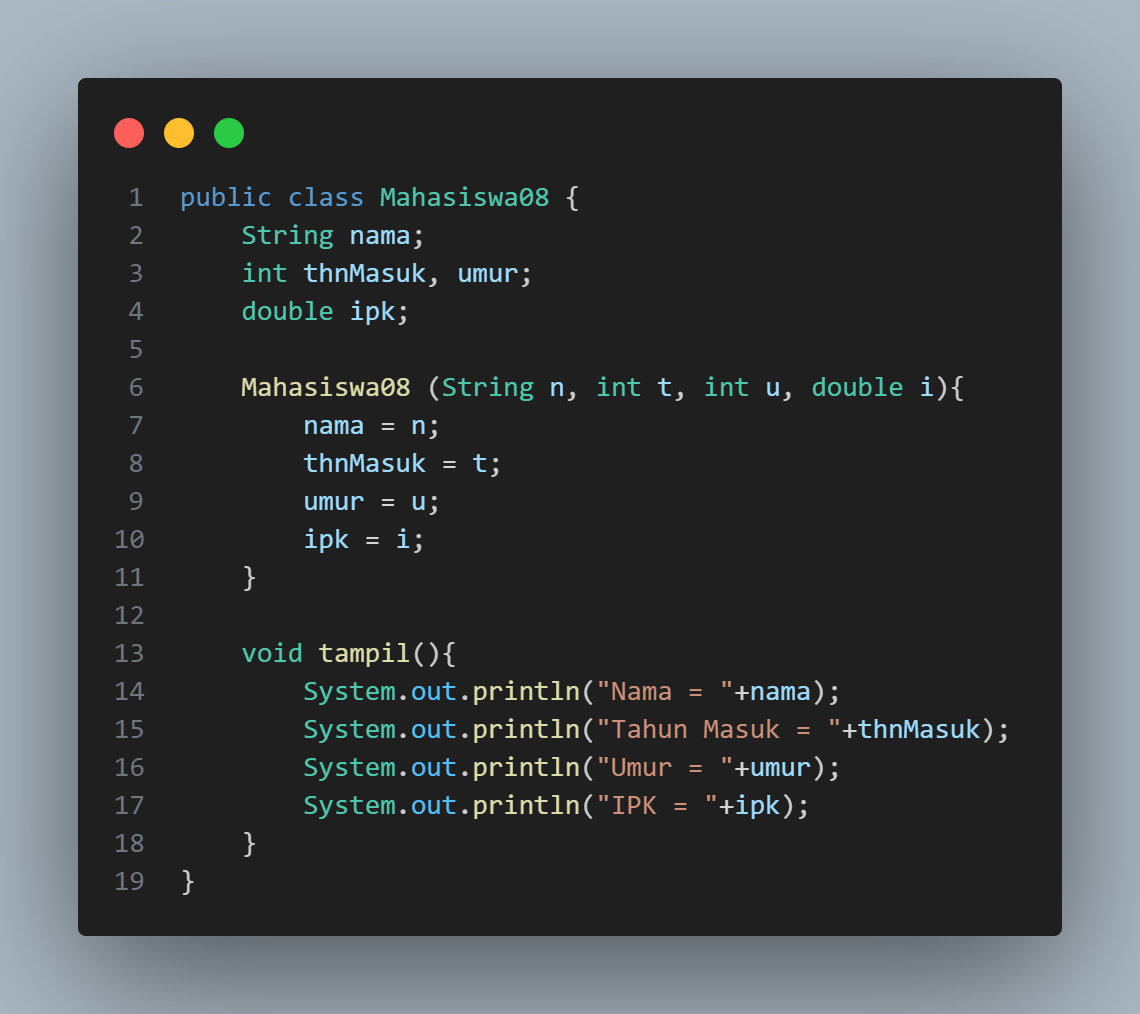 1 public class Mahasiswa08 {
2     String nama;
3     int thnMasuk, umur;
4     double ipk;
5
6     Mahasiswa08 (String n, int t, int u, double i){
7         nama = n;
8         thnMasuk = t;
9         umur = u;
10         ipk = i;
11     }
12
13     void tampil(){
14         System.out.println("Nama = "+nama);
15         System.out.println("Tahun Masuk = "+thnMasuk);
16         System.out.println("Umur = "+umur);
17         System.out.println("IPK = "+ipk);
18     }
19 }